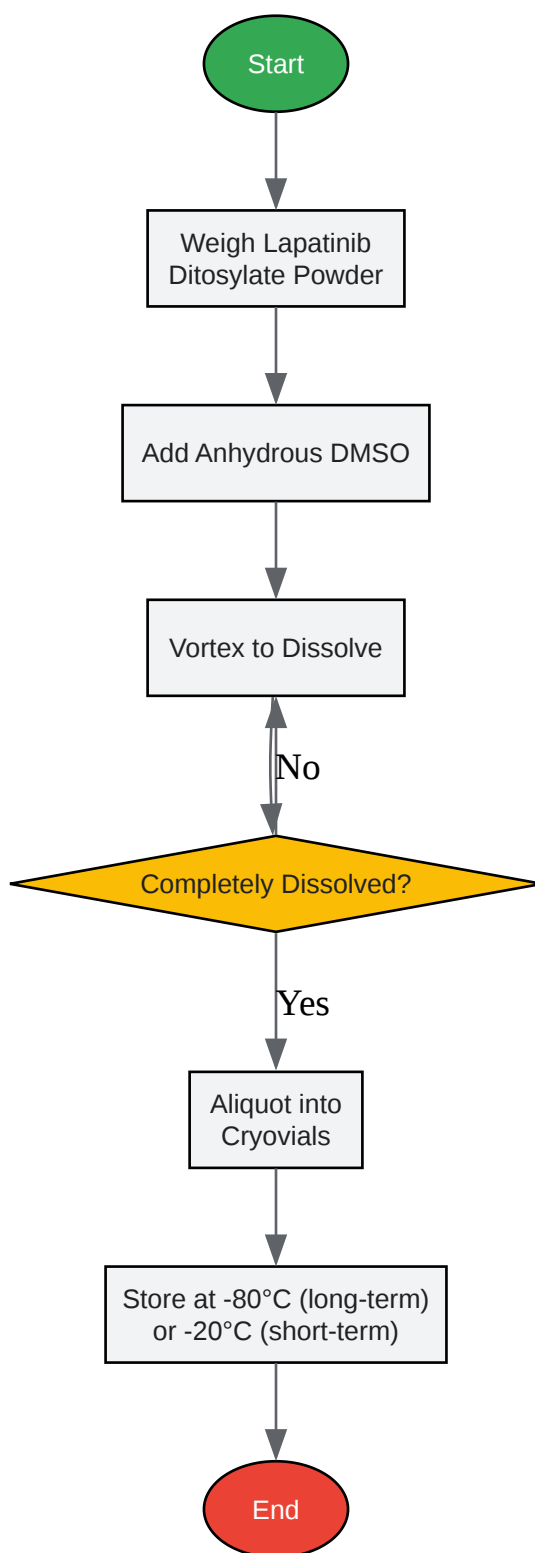 Start
Weigh Lapatinib
Ditosylate Powder
Add Anhydrous DMSO
Vortex to Dissolve
No
Completely Dissolved?
Yes
Aliquot into
Cryovials
Store at -80°C (long-term)
or -20°C (short-term)
End